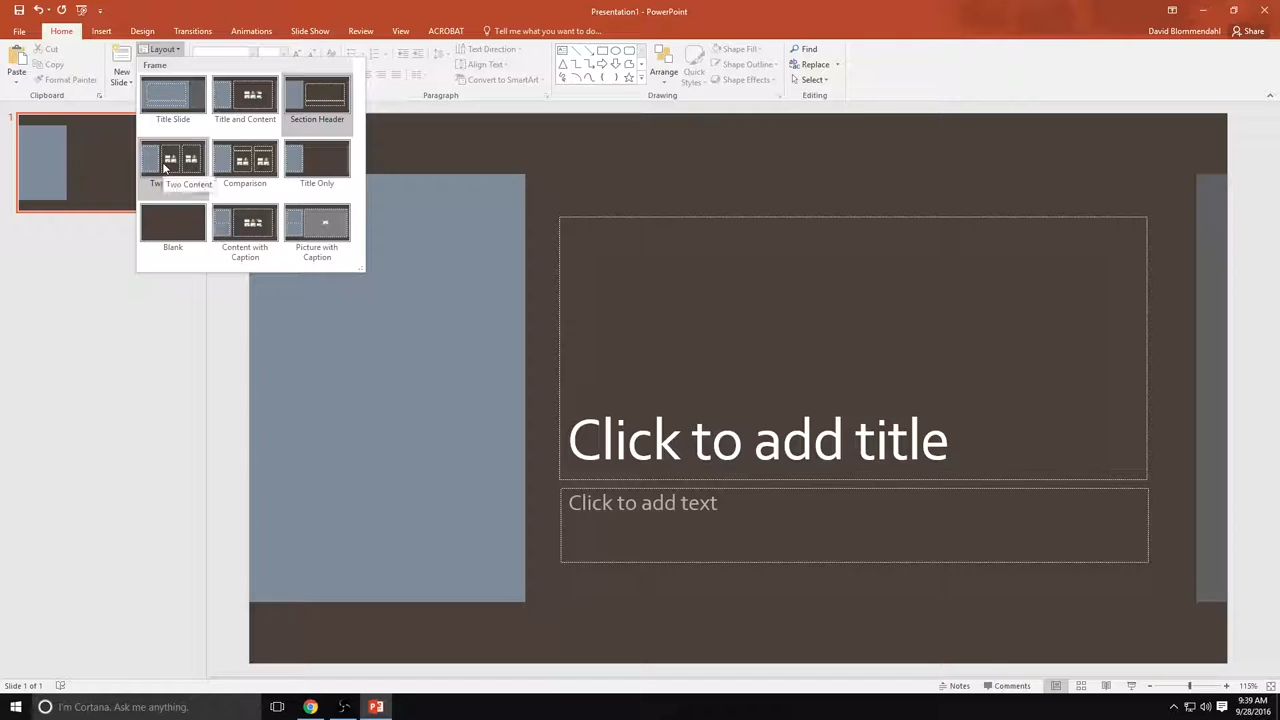 Presentation1 - PowerPoint
File Home Insert Design Transitions Animations Slide Show Review View ACROBAT Tell me what you want to do... David Blommendahl Share
Paste
Cut
Copy
Format Painter
Clipboard
New Slide
Layout
Text Direction
Align Text
Convert to SmartArt
Paragraph
Arrange
Quick Styles
Shape Fill
Shape Outline
Shape Effects
Drawing
Find
Replace
Select
Editing
Frame
Title Slide Title and Content Section Header
Two Content Comparison Title Only
Blank Content with Caption Picture with Caption
1
Click to add title
Click to add text
Slide 1 of 1 Notes Comments 115%
I'm Cortana. Ask me anything.
9:39 AM
9/28/2016